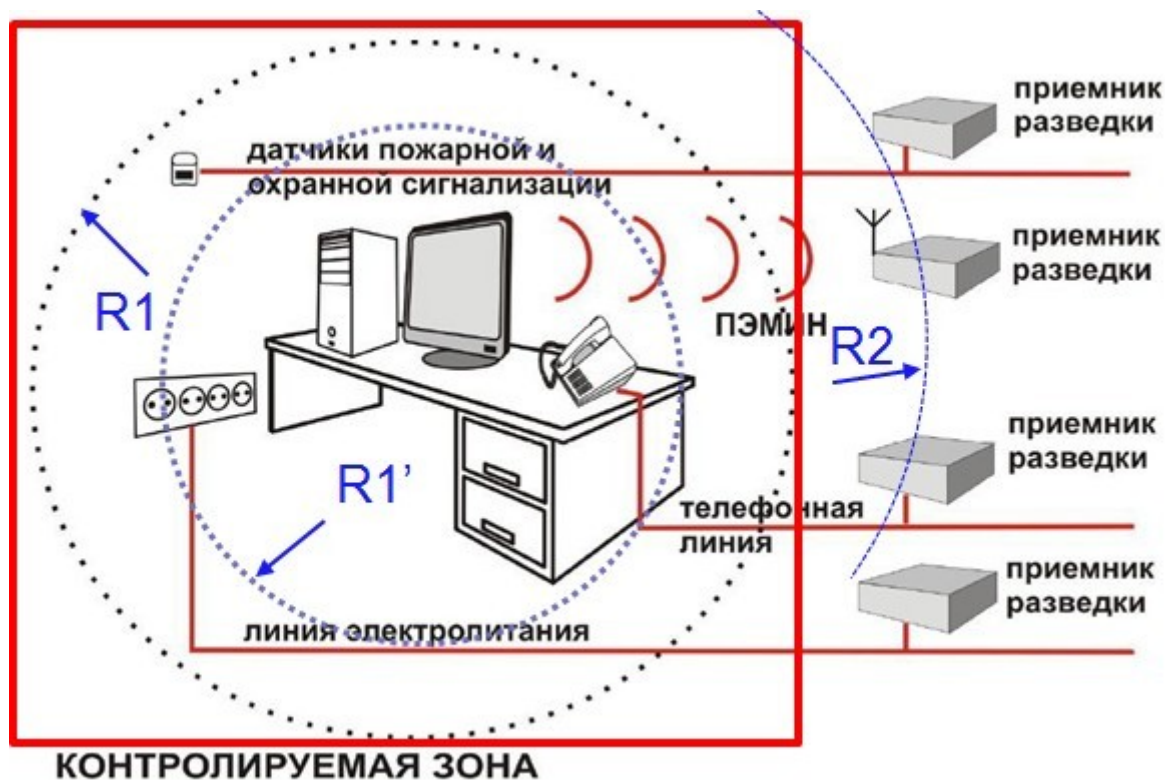 приемник
разведки
датчики пожарной и
охранной сигнализации
приемник
разведки
R1
ПЭМИН
R2
приемник
разведки
R1’
телефонная
линия
приемник
разведки
линия электропитания
КОНТРОЛИРУЕМАЯ ЗОНА